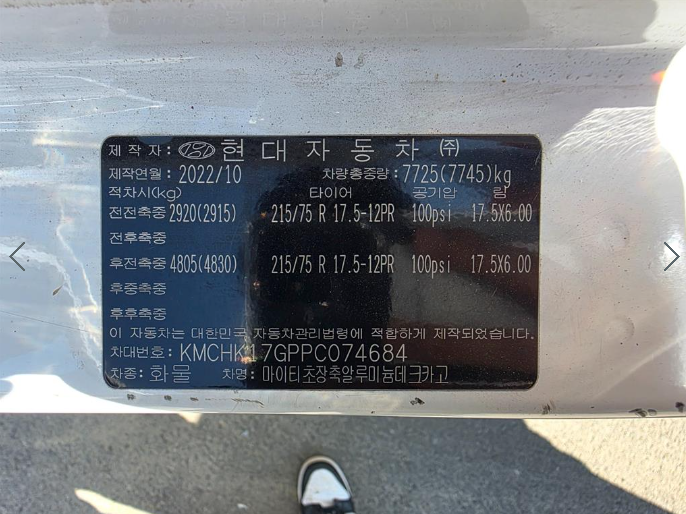 제 작 자 : 현 대 자 동 차 ㈜
제작연월 : 2022/10 차량총중량 : 7725(7745)kg
적차시(kg) 타이어 공기압 림
전전축중 2920(2915) 215/75 R 17.5-12PR 100psi 17.5X6.00
전후축중
후전축중 4805(4830) 215/75 R 17.5-12PR 100psi 17.5X6.00
후중축중
후후축중
이 자동차는 대한민국 자동차관리법령에 적합하게 제작되었습니다.
차대번호 : KMCHK17GPPC074684
차종 : 화물 차명 : 마이티초장축알루미늄데크카고